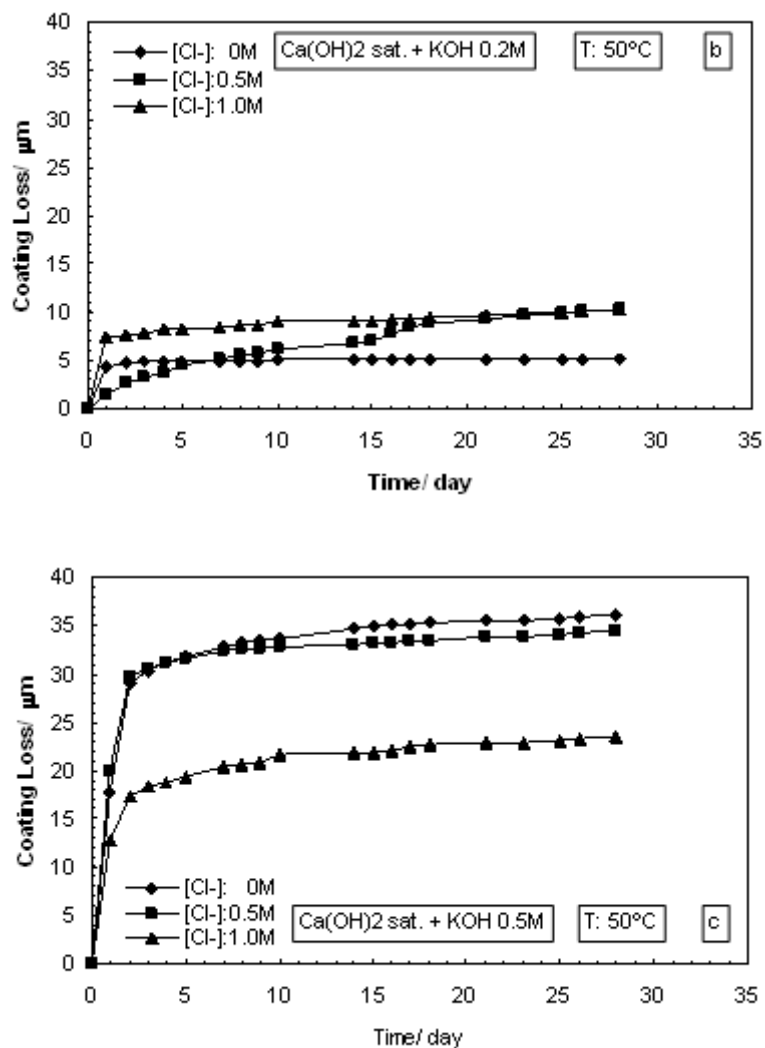 40
35
30
25
20
15
10
5
0
Coating Loss/ µm
[Cl-]: 0M
[Cl-]:0.5M
[Cl-]:1.0M
Ca(OH)2 sat. + KOH 0.2M
T: 50°C
b
0 5 10 15 20 25 30 35
Time/ day
40
35
30
25
20
15
10
5
0
Coating Loss/ µm
[Cl-]: 0M
[Cl-]:0.5M
[Cl-]:1.0M
Ca(OH)2 sat. + KOH 0.5M
T: 50°C
c
0 5 10 15 20 25 30 35
Time/ day